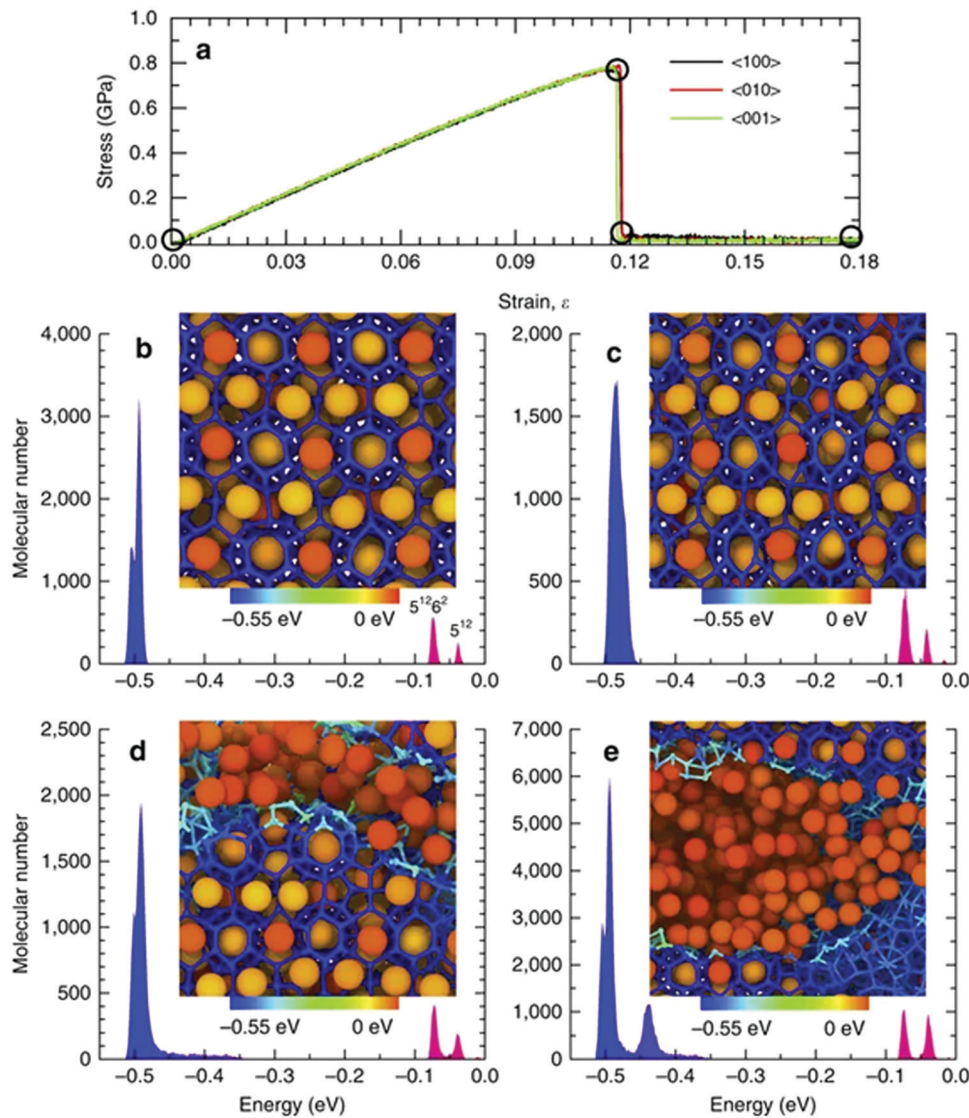 a
1.0
0.8
0.6
0.4
0.2
0.0
Stress (GPa)
<100>
<010>
<001>
0.00 0.03 0.06 0.09 0.12 0.15 0.18
Strain, ε
b
4,000
3,000
2,000
1,000
0
Molecular number
−0.55 eV 0 eV
5¹²6²
5¹²
−0.5 −0.4 −0.3 −0.2 −0.1 0.0
c
2,000
1,500
1,000
500
0
−0.55 eV 0 eV
−0.5 −0.4 −0.3 −0.2 −0.1 0.0
d
2,500
2,000
1,500
1,000
500
0
Molecular number
−0.55 eV 0 eV
−0.5 −0.4 −0.3 −0.2 −0.1 0.0
Energy (eV)
e
7,000
6,000
5,000
4,000
3,000
2,000
1,000
0
−0.55 eV 0 eV
−0.5 −0.4 −0.3 −0.2 −0.1 0.0
Energy (eV)